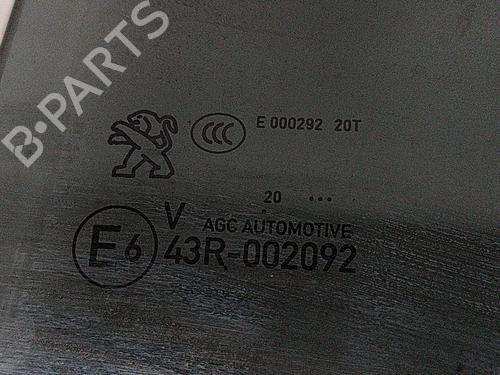 B·PARTS
CCC
E 000292 20T
20 ...
V AGC AUTOMOTIVE
E6 43R-002092